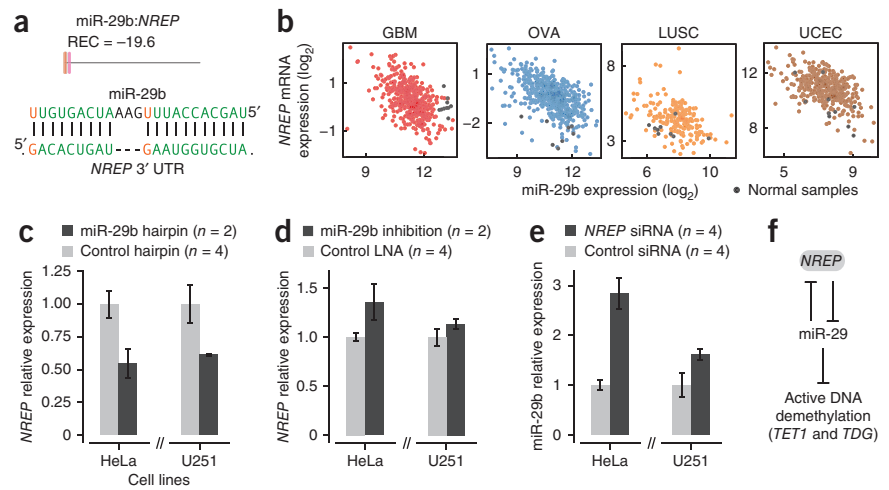 a
miR-29b:NREP
REC = −19.6
miR-29b
UUGUGACUAAAGUUUACCACGAU5′
5′
.GACACUGAU---GAAUGGUGCUA.
NREP 3′ UTR
b
GBM
OVA
LUSC
UCEC
NREP mRNA
expression (log2)
1
−1
9
12
1
−2
9
12
8
3
6
8
10
12
9
5
9
miR-29b expression (log2)
Normal samples
c
miR-29b hairpin (n = 2)
Control hairpin (n = 4)
NREP relative expression
1.25
1.00
0.75
0.50
0.25
0
HeLa
//
U251
Cell lines
d
miR-29b inhibition (n = 2)
Control LNA (n = 4)
NREP relative expression
1.5
1.0
0.5
0
HeLa
//
U251
e
NREP siRNA (n = 4)
Control siRNA (n = 4)
miR-29b relative expression
3
2
1
0
HeLa
//
U251
f
NREP
miR-29
Active DNA
demethylation
(TET1 and TDG)